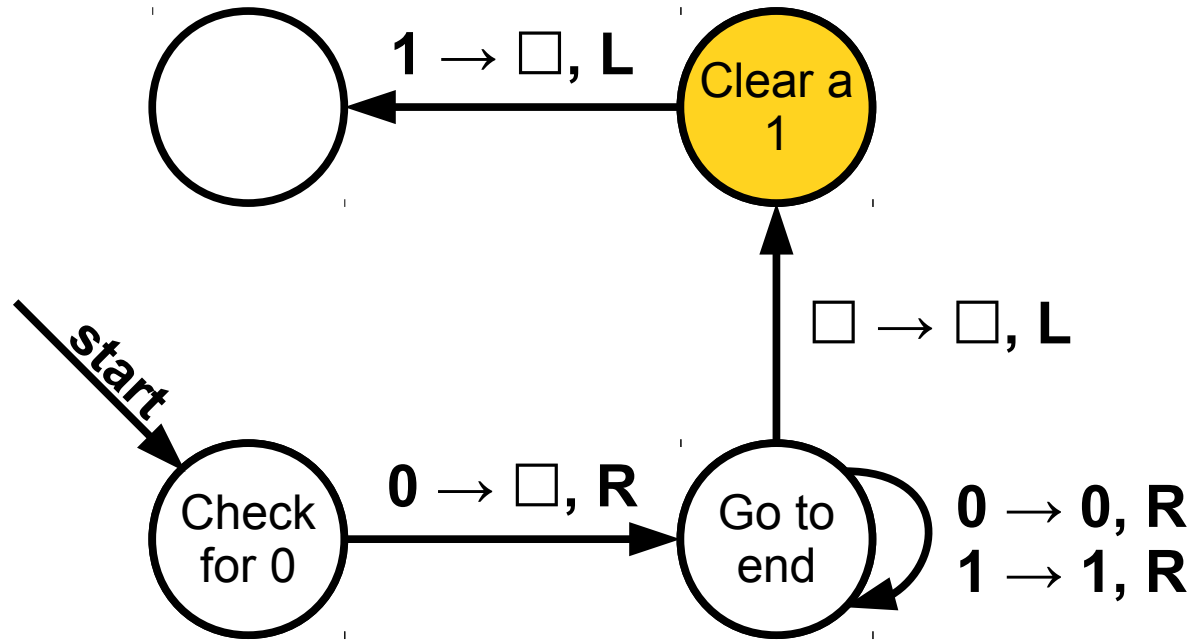 1 → □, L
Clear a
1
□ → □, L
start
Check
for 0
0 → □, R
Go to
end
0 → 0, R
1 → 1, R